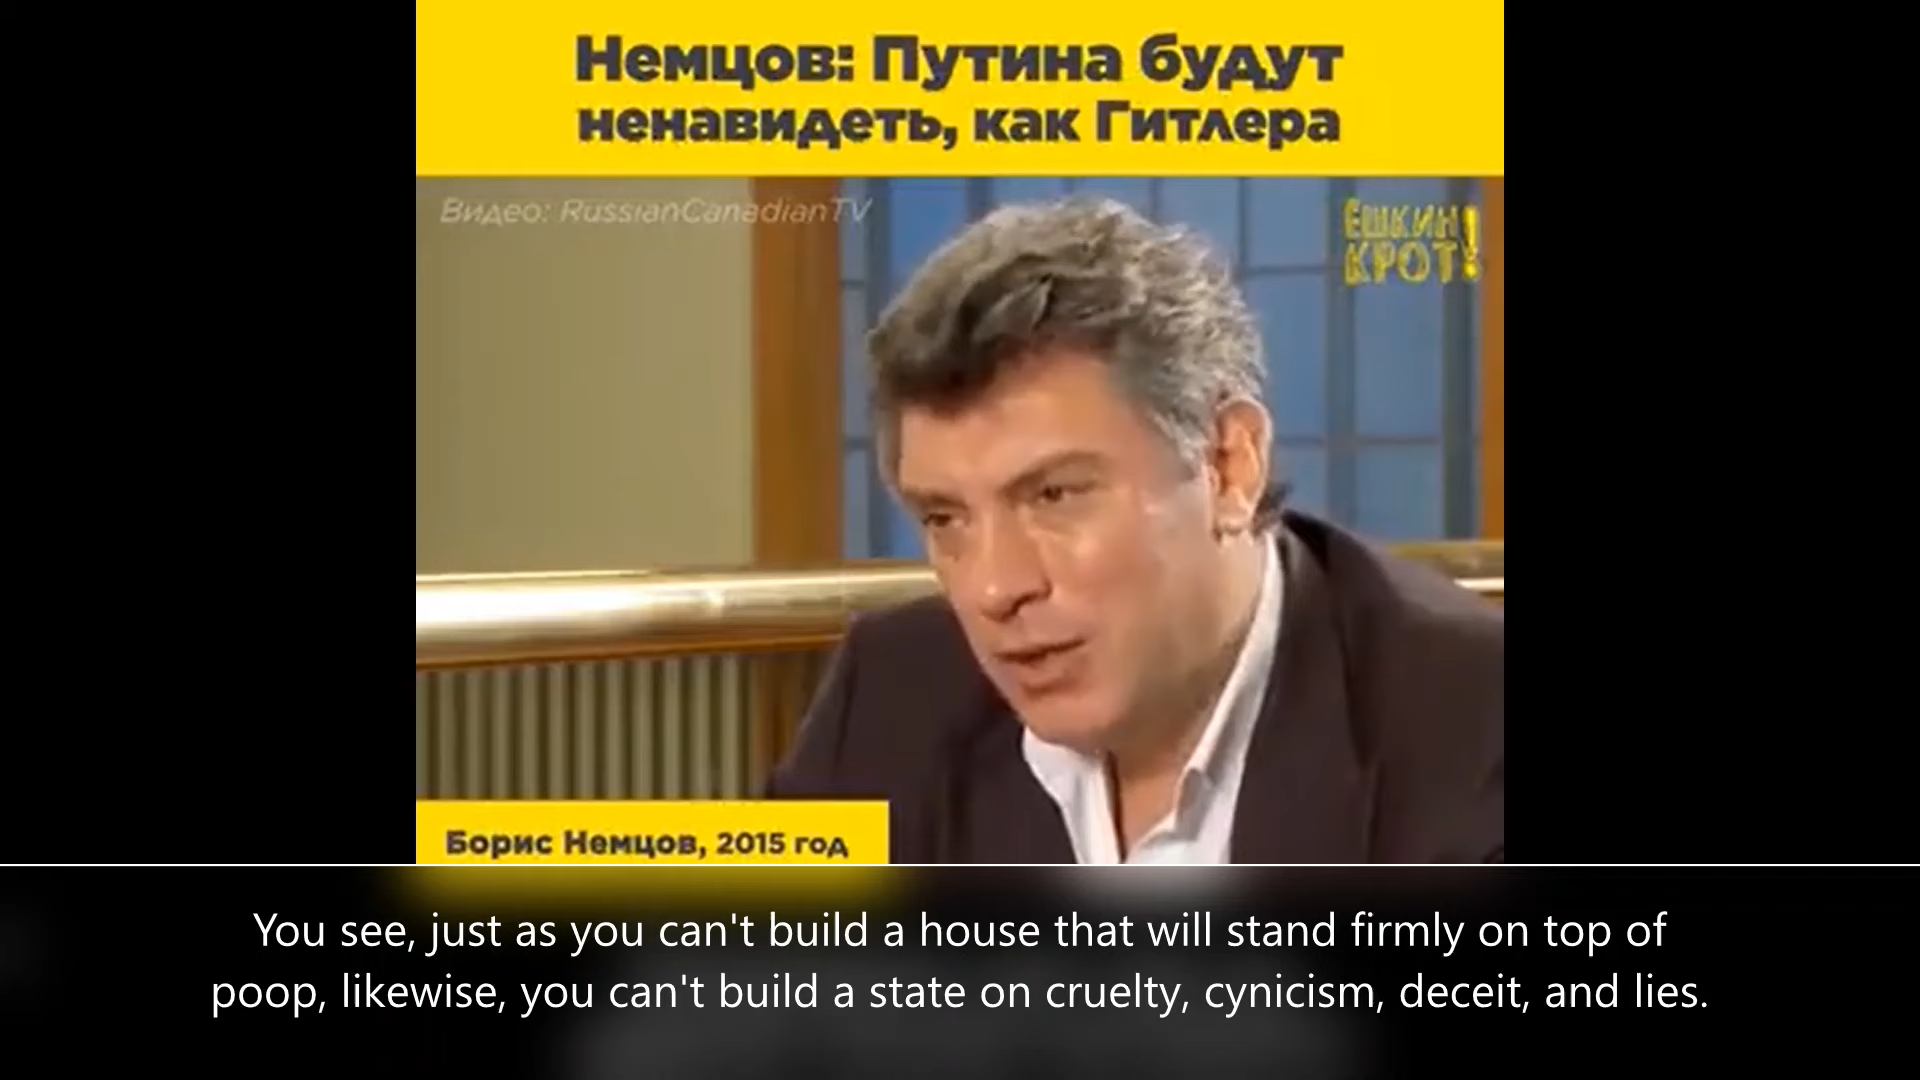 Немцов: Путина будут
ненавидеть, как Гитлера
Видео: RussianCanadianTV
ЁШКИН
КРОТ!
Борис Немцов, 2015 год
You see, just as you can't build a house that will stand firmly on top of
poop, likewise, you can't build a state on cruelty, cynicism, deceit, and lies.